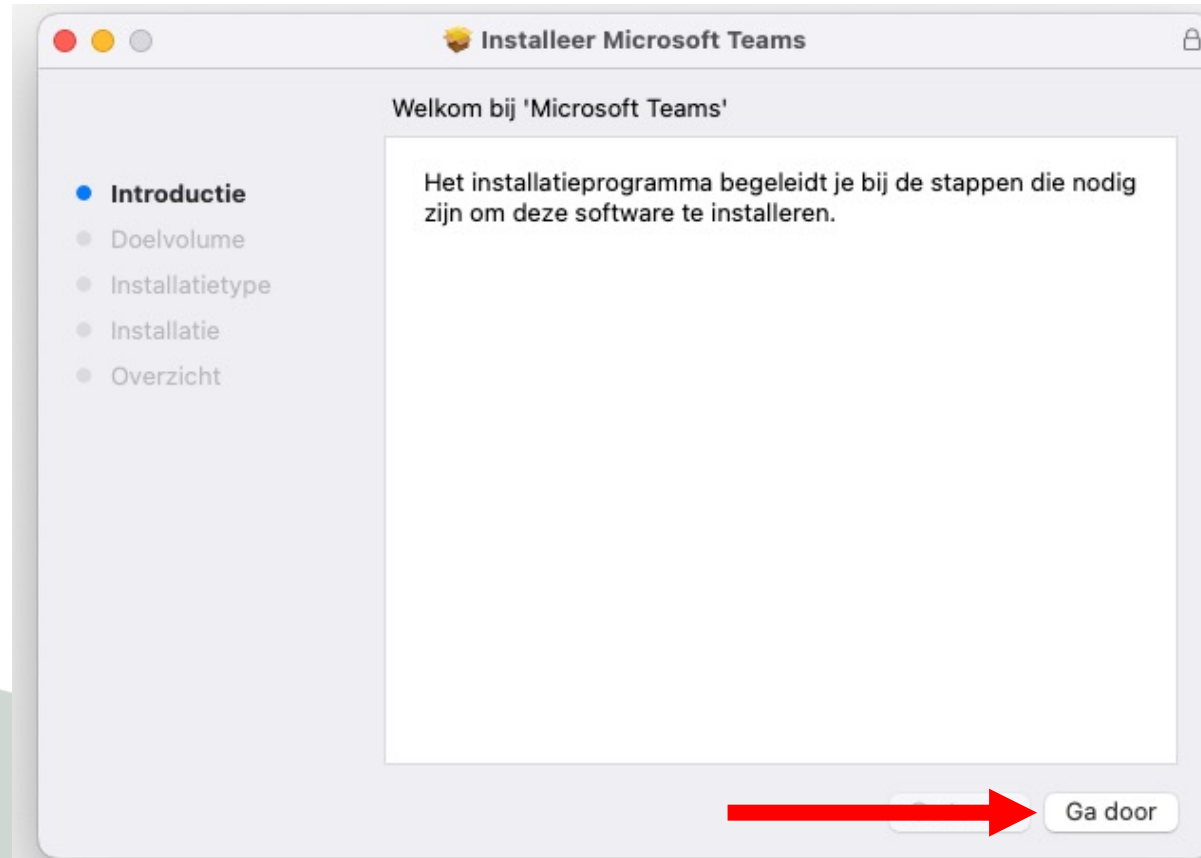 Installeer Microsoft Teams
Welkom bij 'Microsoft Teams'
Introductie
Doelvolume
Installatietype
Installatie
Overzicht
Het installatieprogramma begeleidt je bij de stappen die nodig
zijn om deze software te installeren.
Ga door